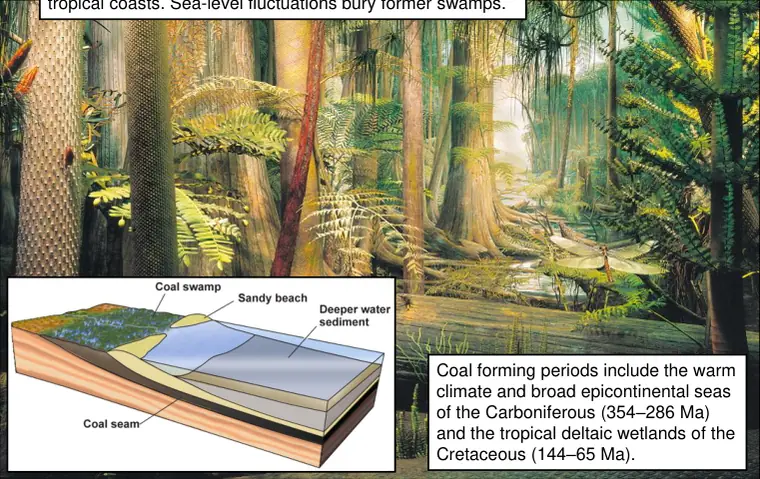 tropical coasts. Sea-level fluctuations bury former swamps.
Coal swamp
Sandy beach
Deeper water
sediment
Coal seam
Coal forming periods include the warm
climate and broad epicontinental seas
of the Carboniferous (354–286 Ma)
and the tropical deltaic wetlands of the
Cretaceous (144–65 Ma).